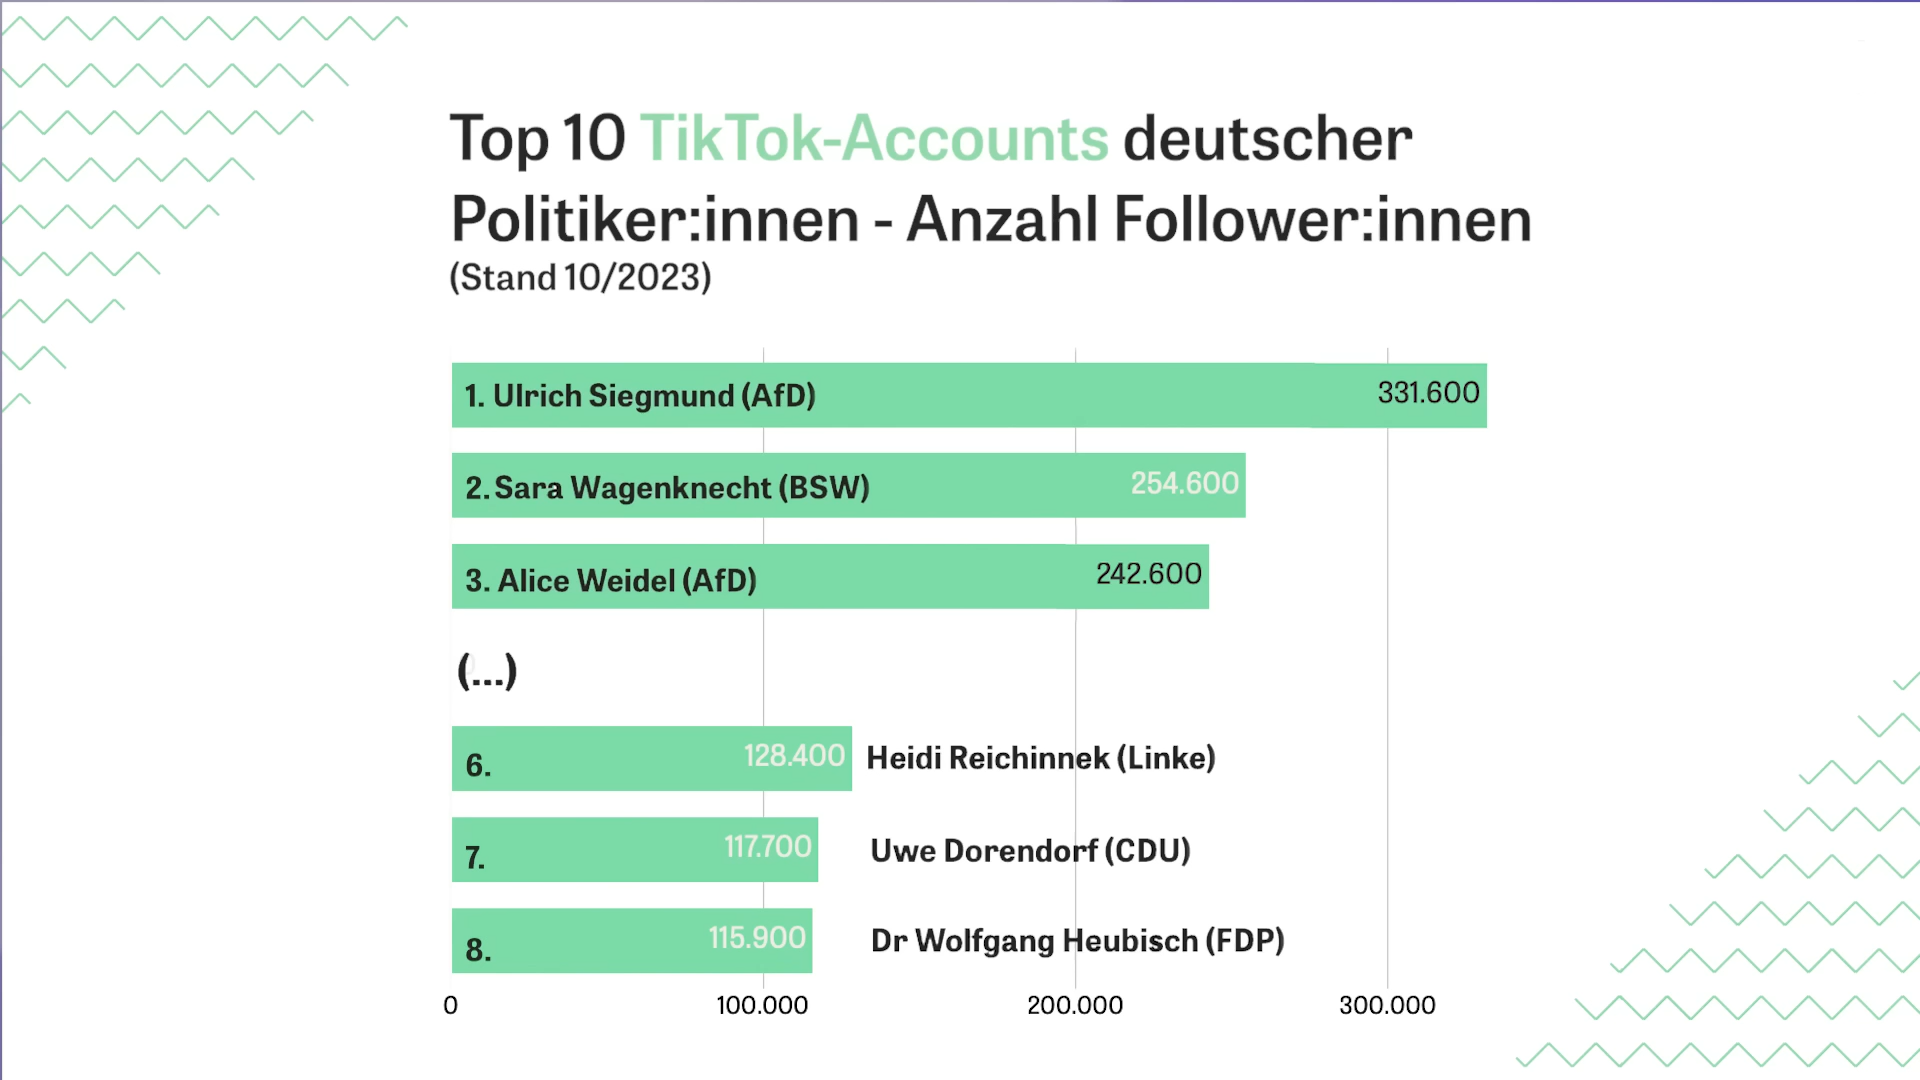 Top 10 TikTok-Accounts deutscher
Politiker:innen - Anzahl Follower:innen
(Stand 10/2023)
1. Ulrich Siegmund (AfD) 331.600
2. Sara Wagenknecht (BSW) 254.600
3. Alice Weidel (AfD) 242.600
(...)
6. 128.400 Heidi Reichinnek (Linke)
7. 117.700 Uwe Dorendorf (CDU)
8. 115.900 Dr Wolfgang Heubisch (FDP)
0 100.000 200.000 300.000